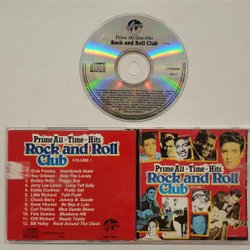 Prime All-Time-Hits
Rock and Roll Club
Prime All - Time - Hits
Rock and Roll
Club
VOLUME 1
1. Elvis Presley Heartbreak Hotel
2. Roy Orbison Only The Lonely
3. Buddy Holly Peggy Sue
4. Jerry Lee Lewis Long Tall Sally
5. Eddie Cochran Pretty Girl
6. Little Richard Tutti Frutti
7. Chuck Berry Johnny B. Goode
8. Gene Vincent Be Bop A Lula
9. Carl Perkins Blue Suede Shoes
10. Fats Domino Blueberry Hill
11. Cliff Richard Ready Teddy
12. Bill Haley Rock Around The Clock
Prime All - Time - Hits
Rock and Roll
Club
VOLUME 1